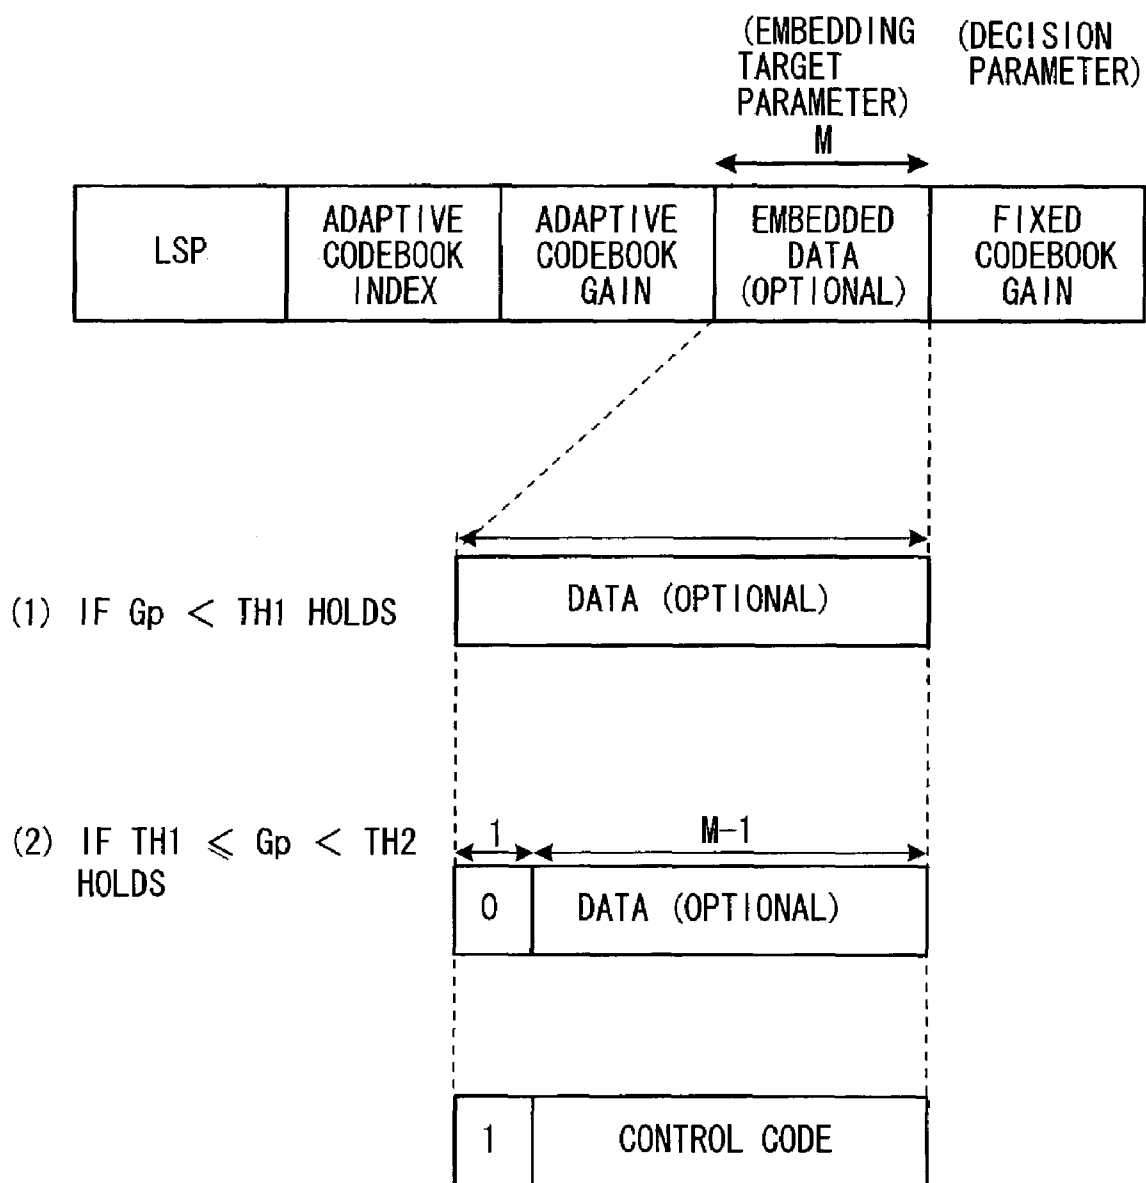 (EMBEDDING
TARGET
PARAMETER)
(DECISION
PARAMETER)
M
LSP
ADAPTIVE
CODEBOOK
INDEX
ADAPTIVE
CODEBOOK
GAIN
EMBEDDED
DATA
(OPTIONAL)
FIXED
CODEBOOK
GAIN
(1) IF Gp < TH1 HOLDS
DATA (OPTIONAL)
(2) IF TH1 ⩽ Gp < TH2
HOLDS
1
M-1
0
DATA (OPTIONAL)
1
CONTROL CODE